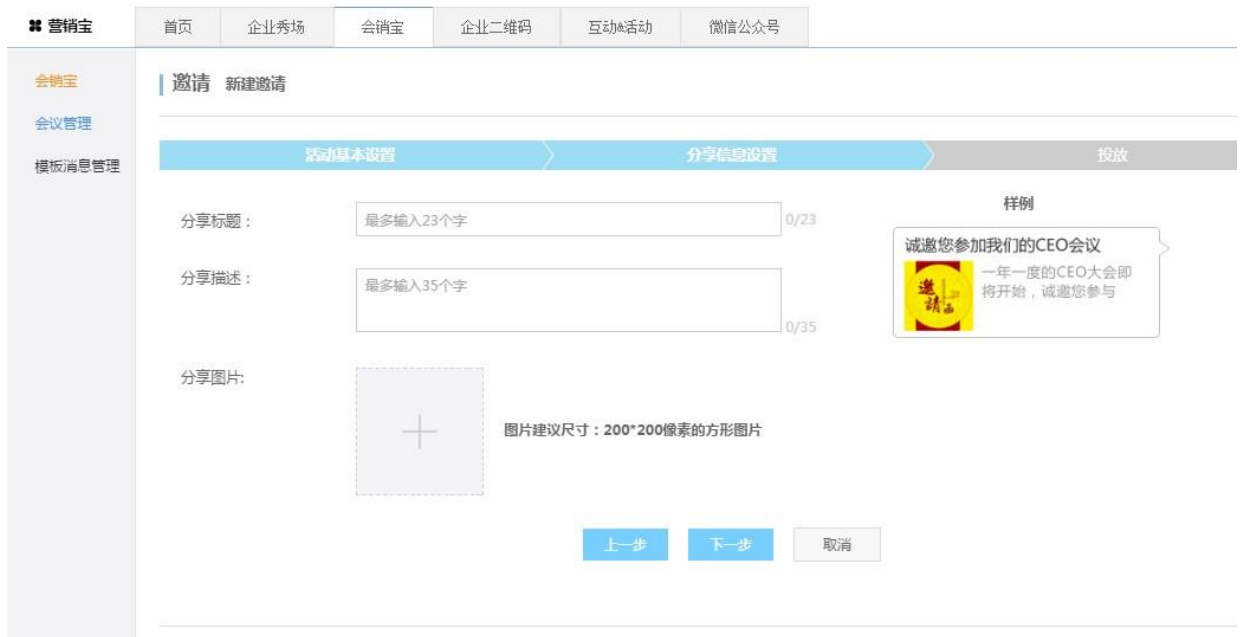 营销宝
首页
企业秀场
会销宝
企业二维码
互动&活动
微信公众号
会销宝
会议管理
模板消息管理
邀请 新建邀请
活动基本设置
分享信息设置
投放
分享标题：
最多输入23个字
0/23
分享描述：
最多输入35个字
0/35
样例
诚邀您参加我们的CEO会议
邀請函
一年一度的CEO大会即
将开始，诚邀您参与
分享图片:
图片建议尺寸：200*200像素的方形图片
上一步
下一步
取消